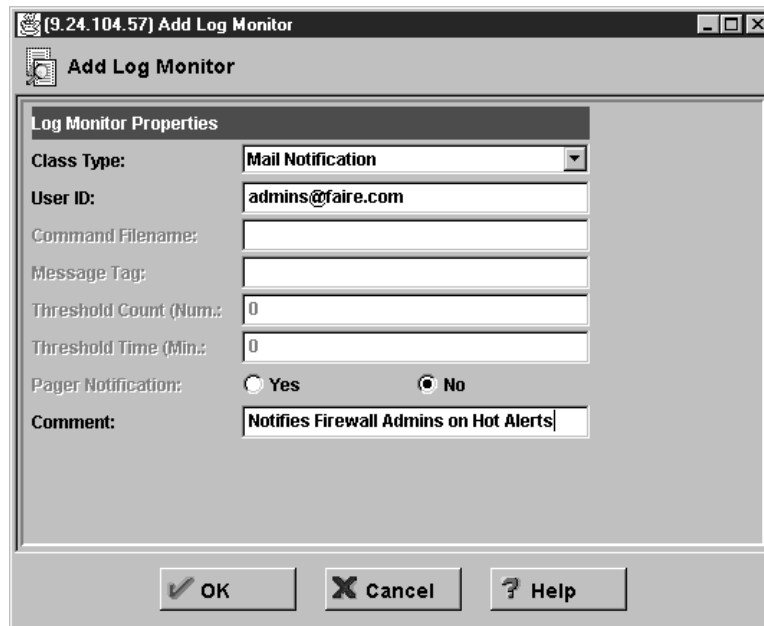 (9.24.104.57) Add Log Monitor
Add Log Monitor
Log Monitor Properties
Class Type: Mail Notification
User ID: admins@faire.com
Command Filename:
Message Tag:
Threshold Count (Num.: 0
Threshold Time (Min.: 0
Pager Notification: Yes No
Comment: Notifies Firewall Admins on Hot Alerts
OK Cancel Help